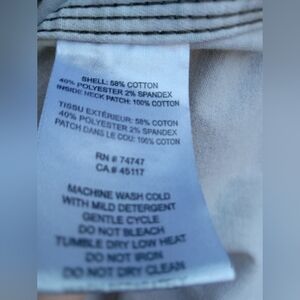 SHELL: 58% COTTON
40% POLYESTER 2% SPANDEX
INSIDE NECK PATCH: 100% COTTON
TISSU EXTÉRIEUR: 58% COTON
40% POLYESTER 2% SPANDEX
PATCH DANS LE COU: 100% COTON
RN # 74747
CA # 45117
MACHINE WASH COLD
WITH MILD DETERGENT
GENTLE CYCLE
DO NOT BLEACH
TUMBLE DRY LOW HEAT
DO NOT IRON
DO NOT DRY CLEAN